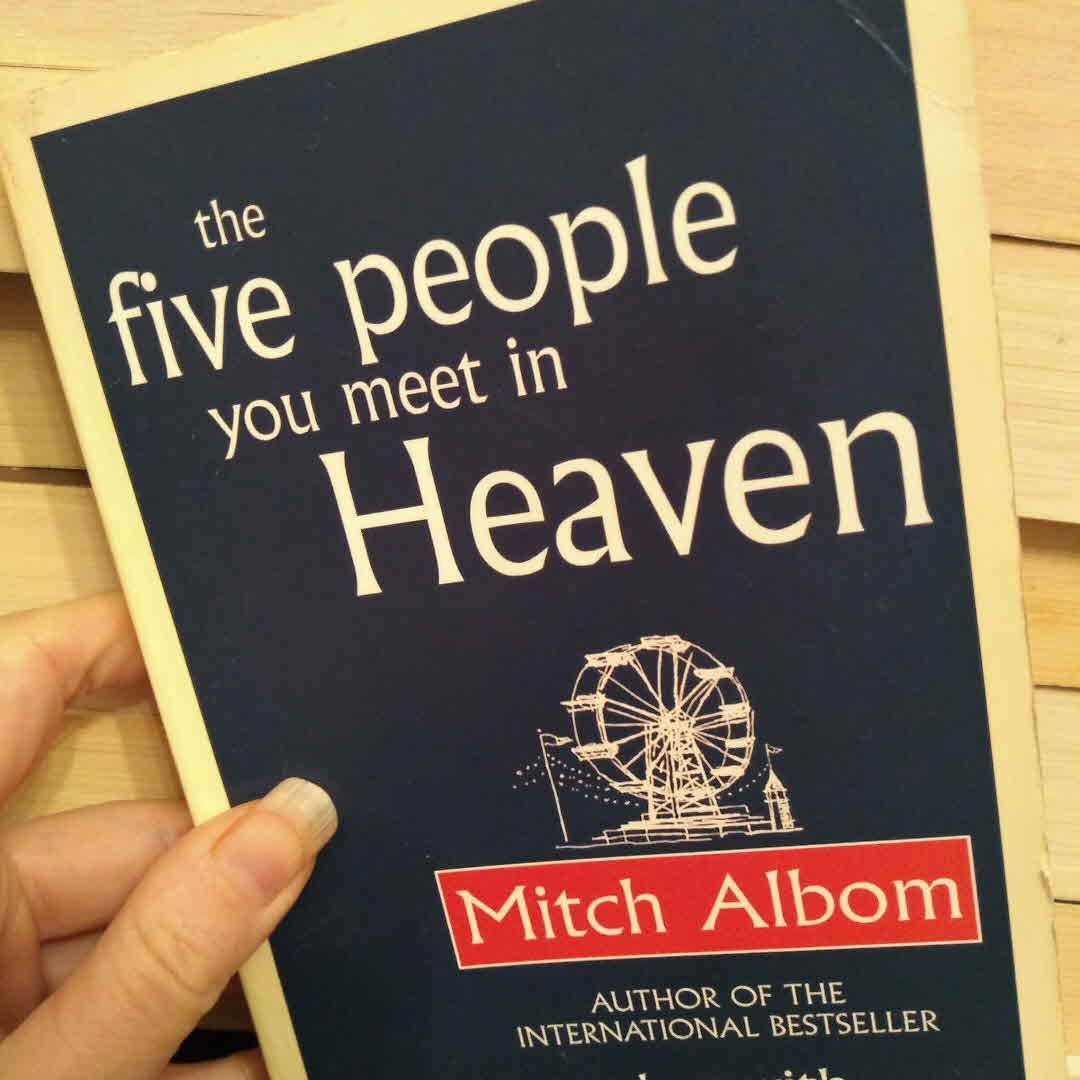 the
five people
you meet in
Heaven
Mitch Albom
AUTHOR OF THE
INTERNATIONAL BESTSELLER